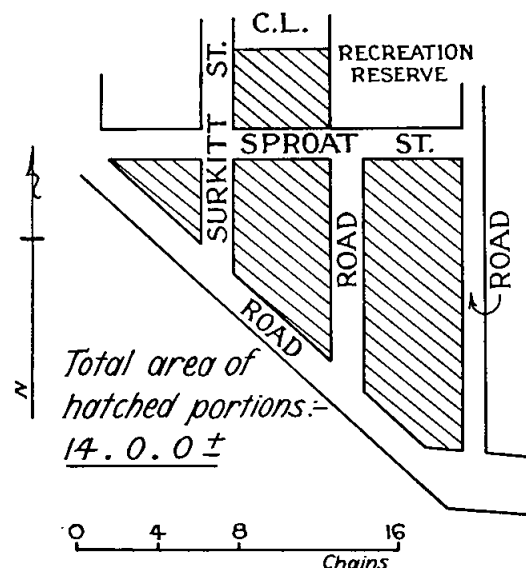 C.L.
RECREATION
RESERVE
SURKITT ST.
SPROAT ST.
ROAD
ROAD
ROAD
N
Total area of
hatched portions:-
14.0.0 ±
0 4 8 16
Chains